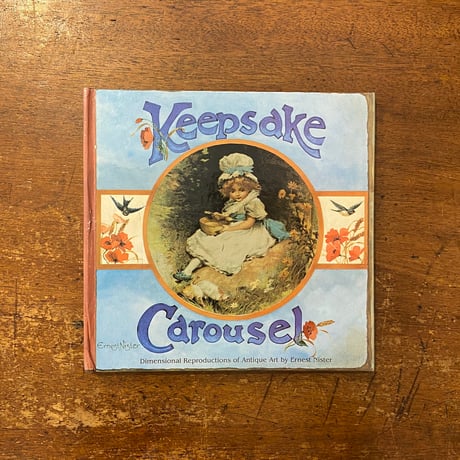 Keepsake
Carousel
Ernest Nister
Dimensional Reproductions of Antique Art by Ernest Nister